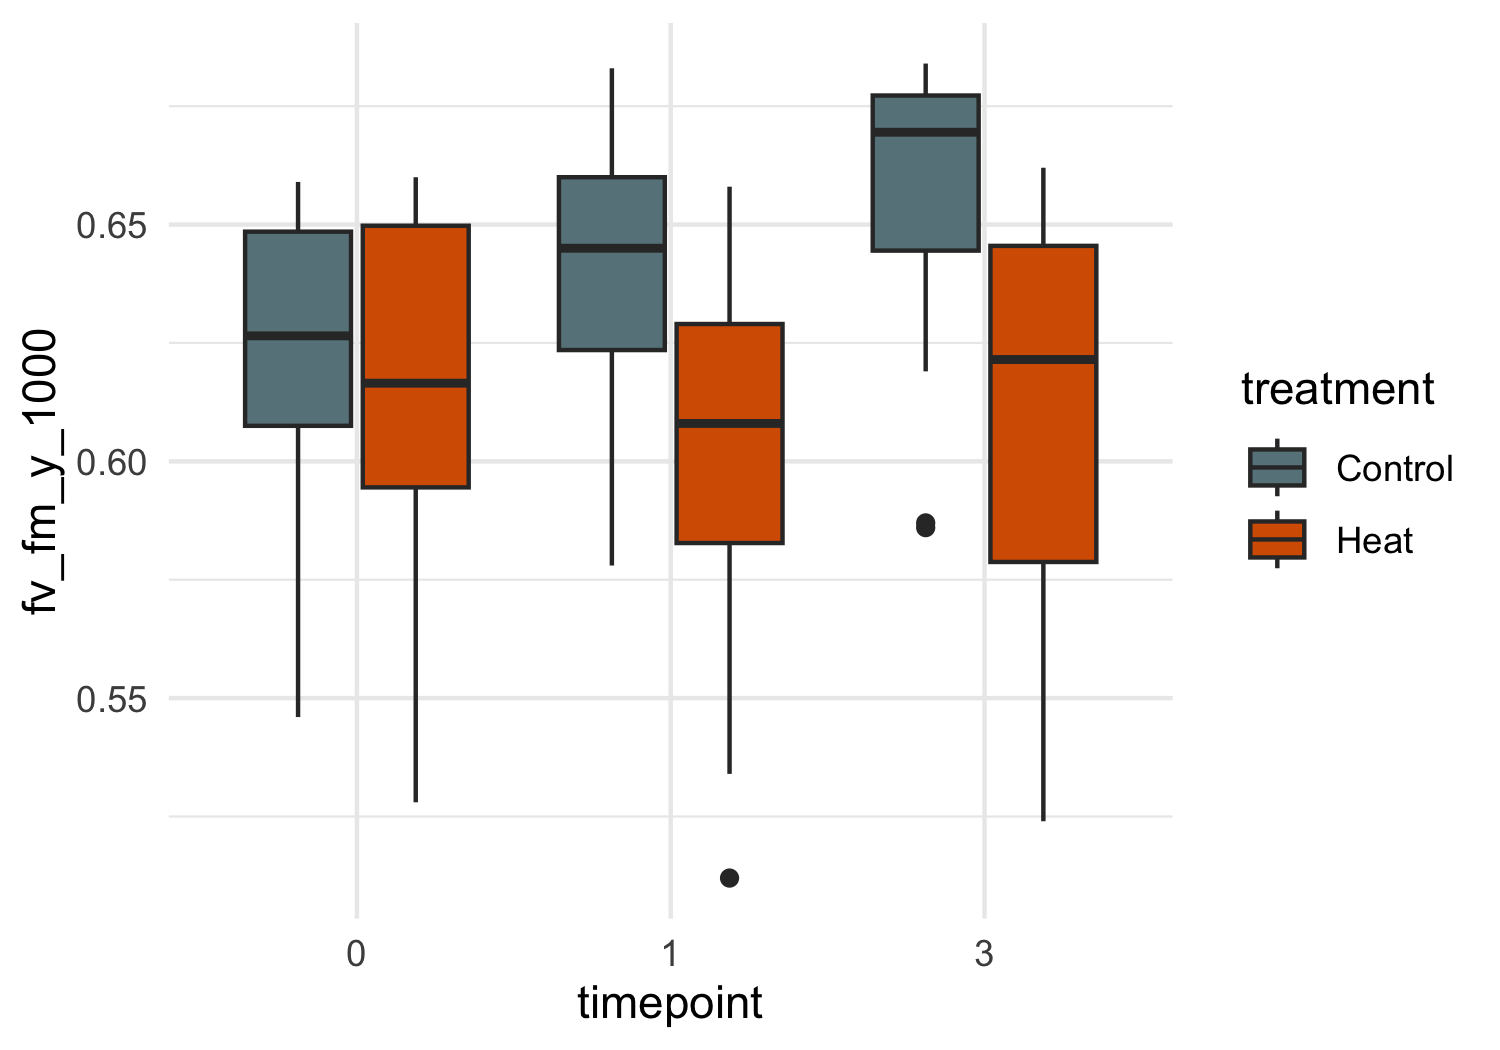 fv_fm_y_1000
0.65
0.60
0.55
0
1
3
timepoint
treatment
Control
Heat